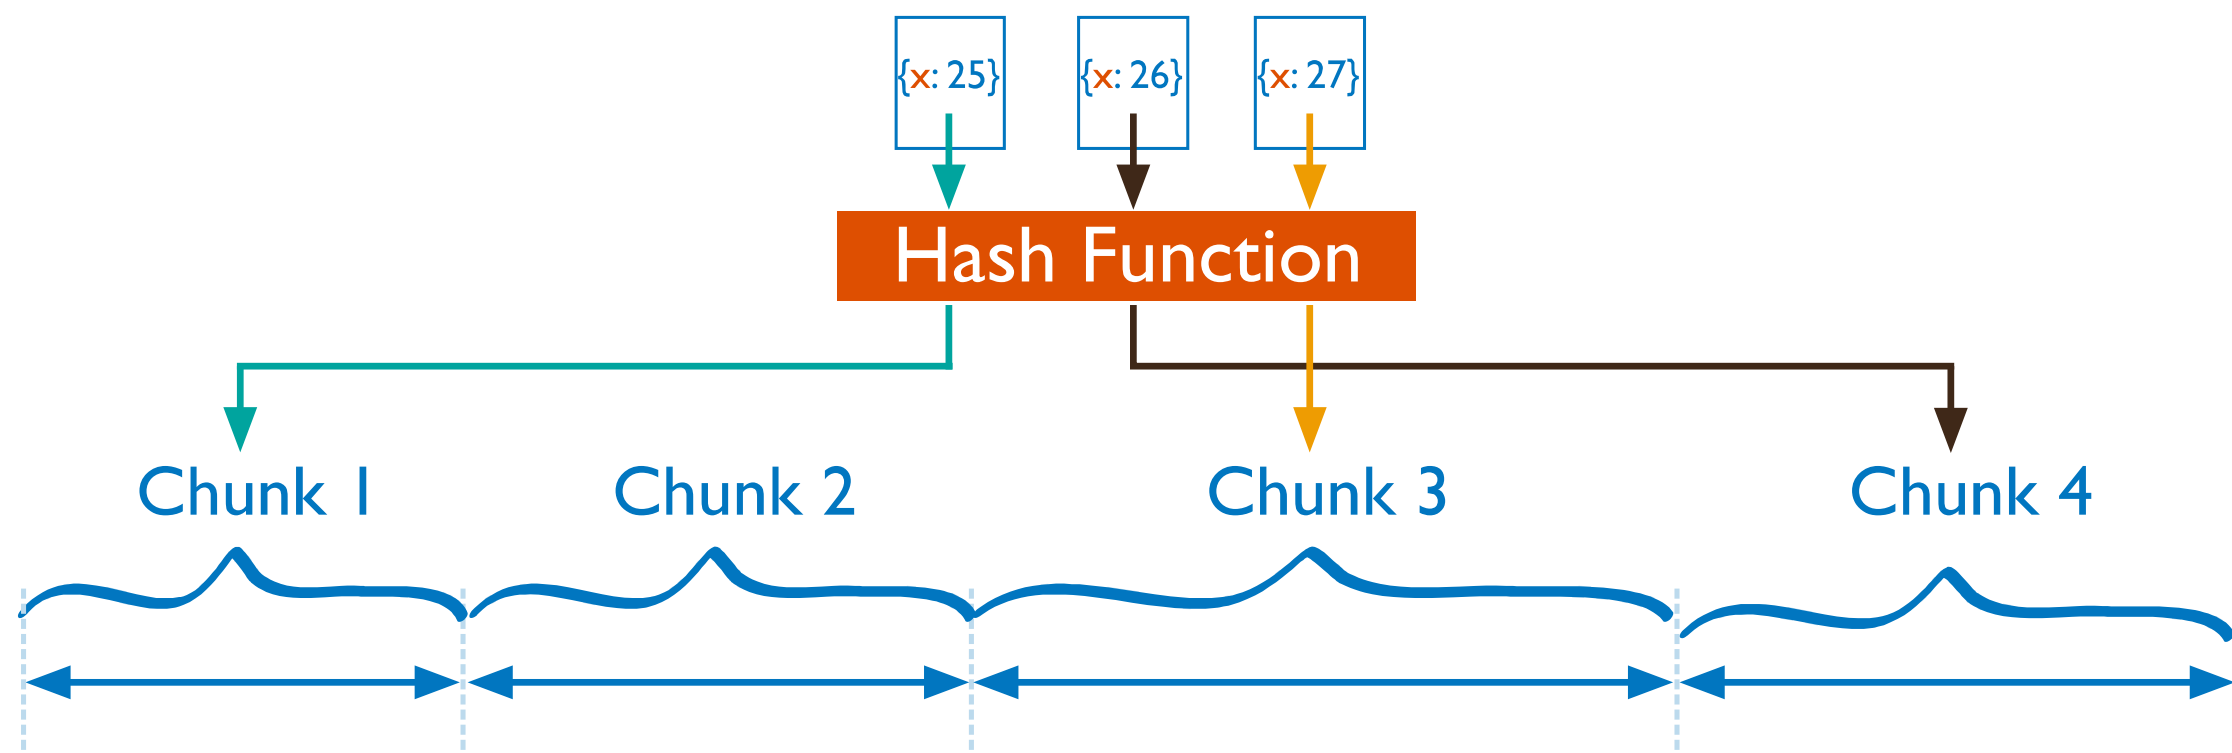 {x: 25} {x: 26} {x: 27}
Hash Function
Chunk 1 Chunk 2 Chunk 3 Chunk 4